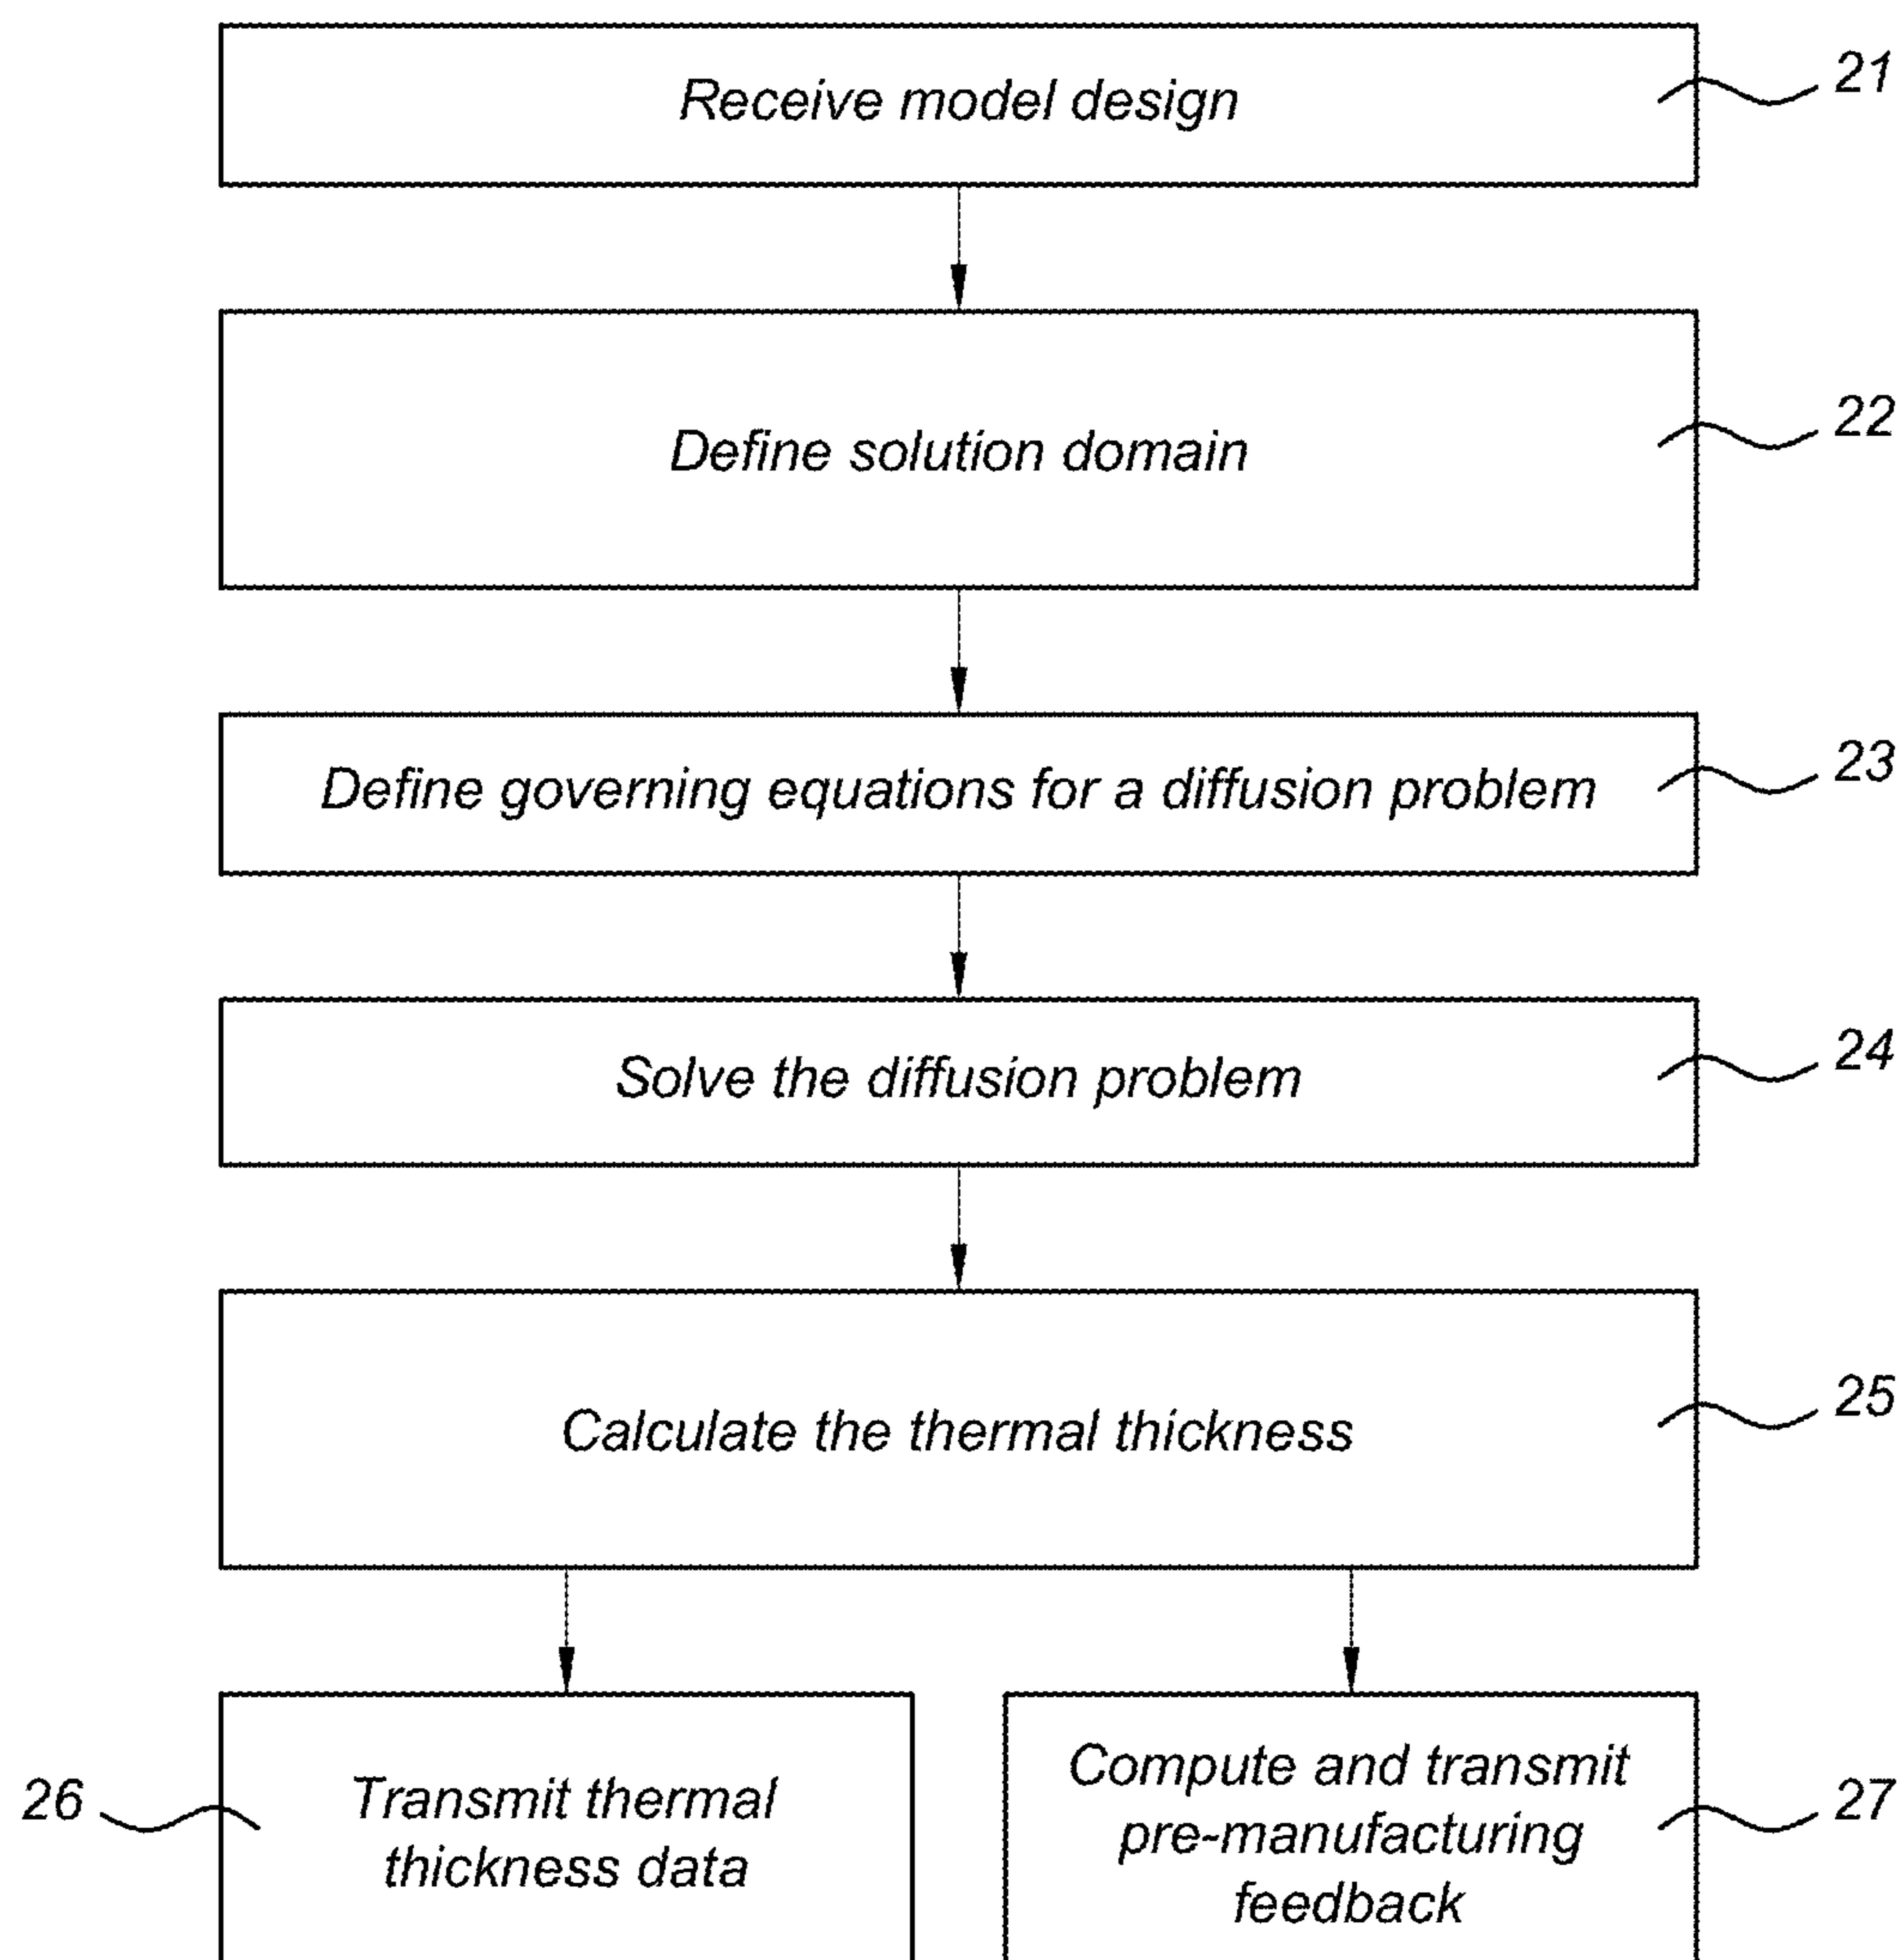 Receive model design
21
Define solution domain
22
Define governing equations for a diffusion problem
23
Solve the diffusion problem
24
Calculate the thermal thickness
25
26
Transmit thermal
thickness data
Compute and transmit
pre-manufacturing
feedback
27